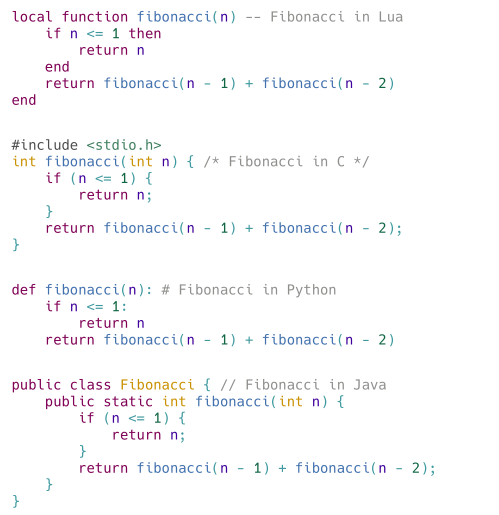 local function fibonacci(n) -- Fibonacci in Lua
    if n <= 1 then
        return n
    end
    return fibonacci(n - 1) + fibonacci(n - 2)
end

#include <stdio.h>
int fibonacci(int n) { /* Fibonacci in C */
    if (n <= 1) {
        return n;
    }
    return fibonacci(n - 1) + fibonacci(n - 2);
}

def fibonacci(n): # Fibonacci in Python
    if n <= 1:
        return n
    return fibonacci(n - 1) + fibonacci(n - 2)

public class Fibonacci { // Fibonacci in Java
    public static int fibonacci(int n) {
        if (n <= 1) {
            return n;
        }
        return fibonacci(n - 1) + fibonacci(n - 2);
    }
}